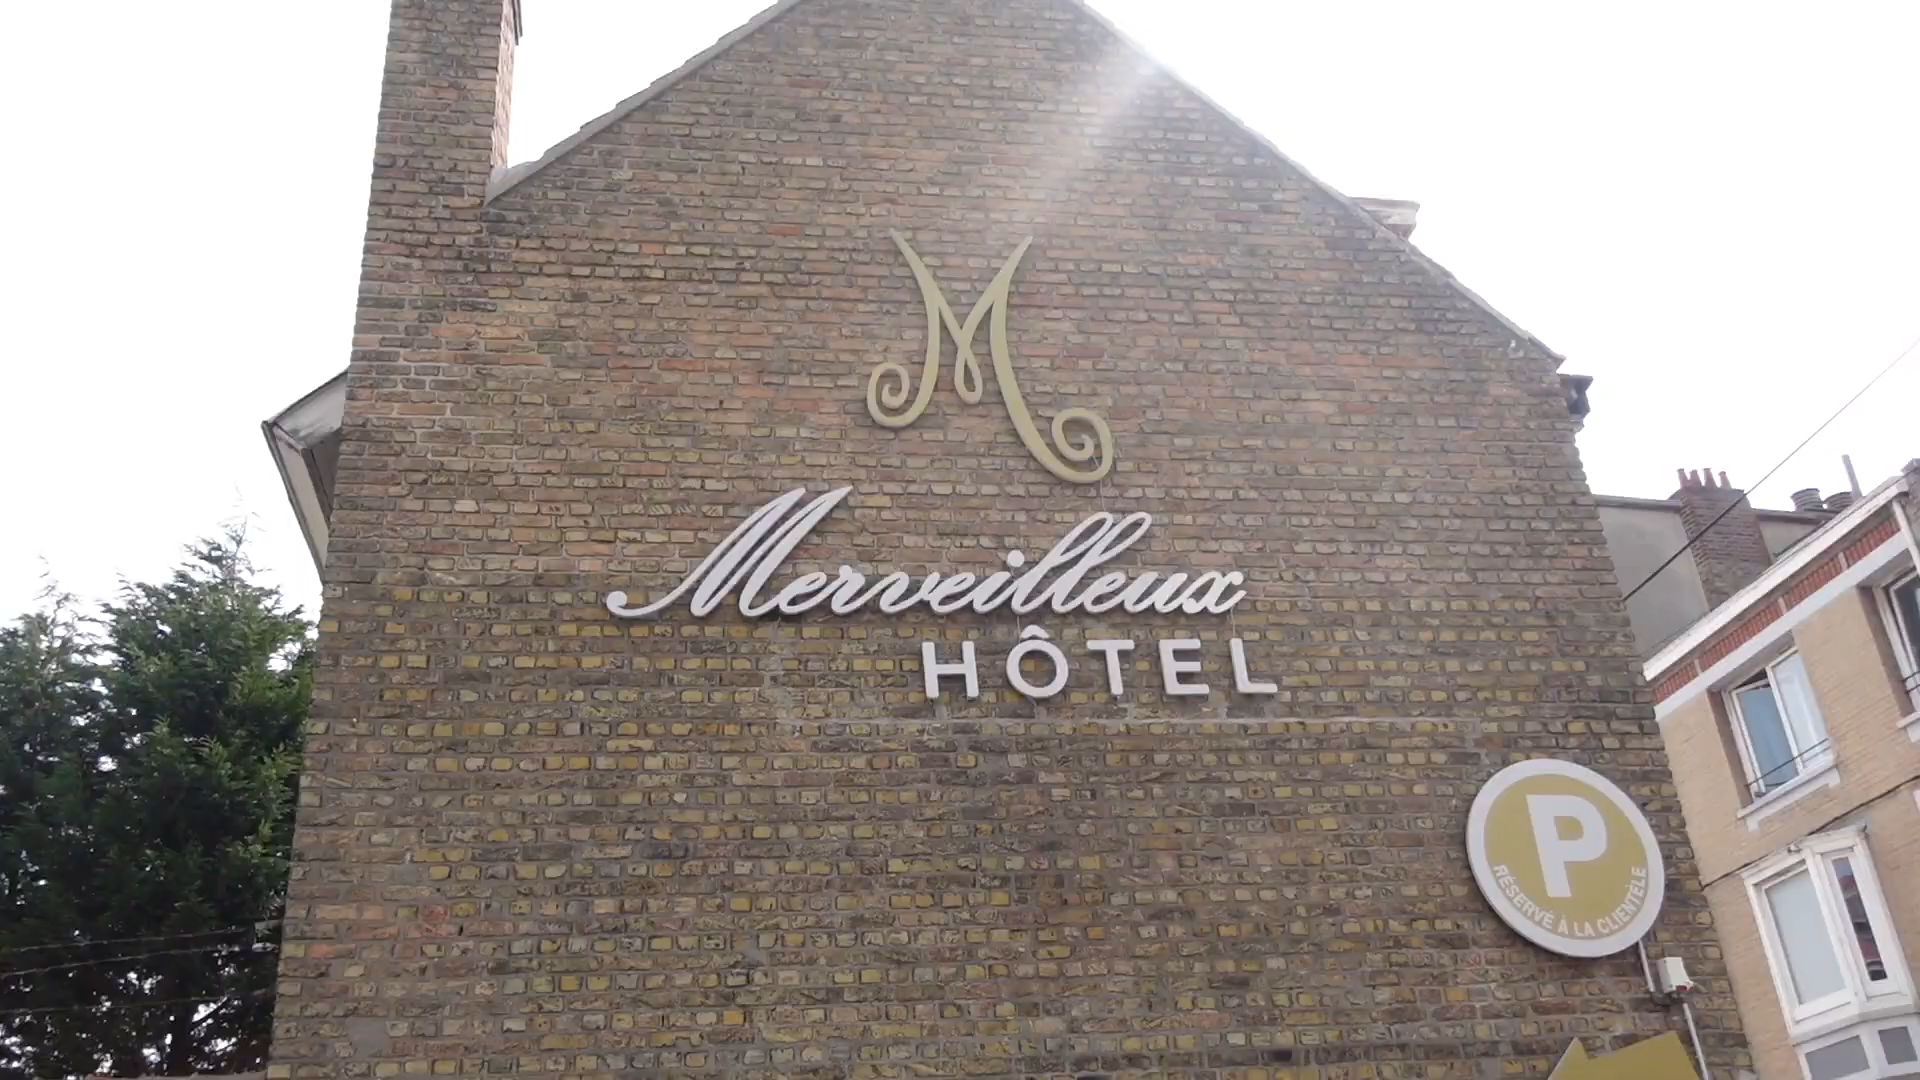 M
Merveilleux
HÔTEL
P
RÉSERVÉ À LA CLIENTÈLE